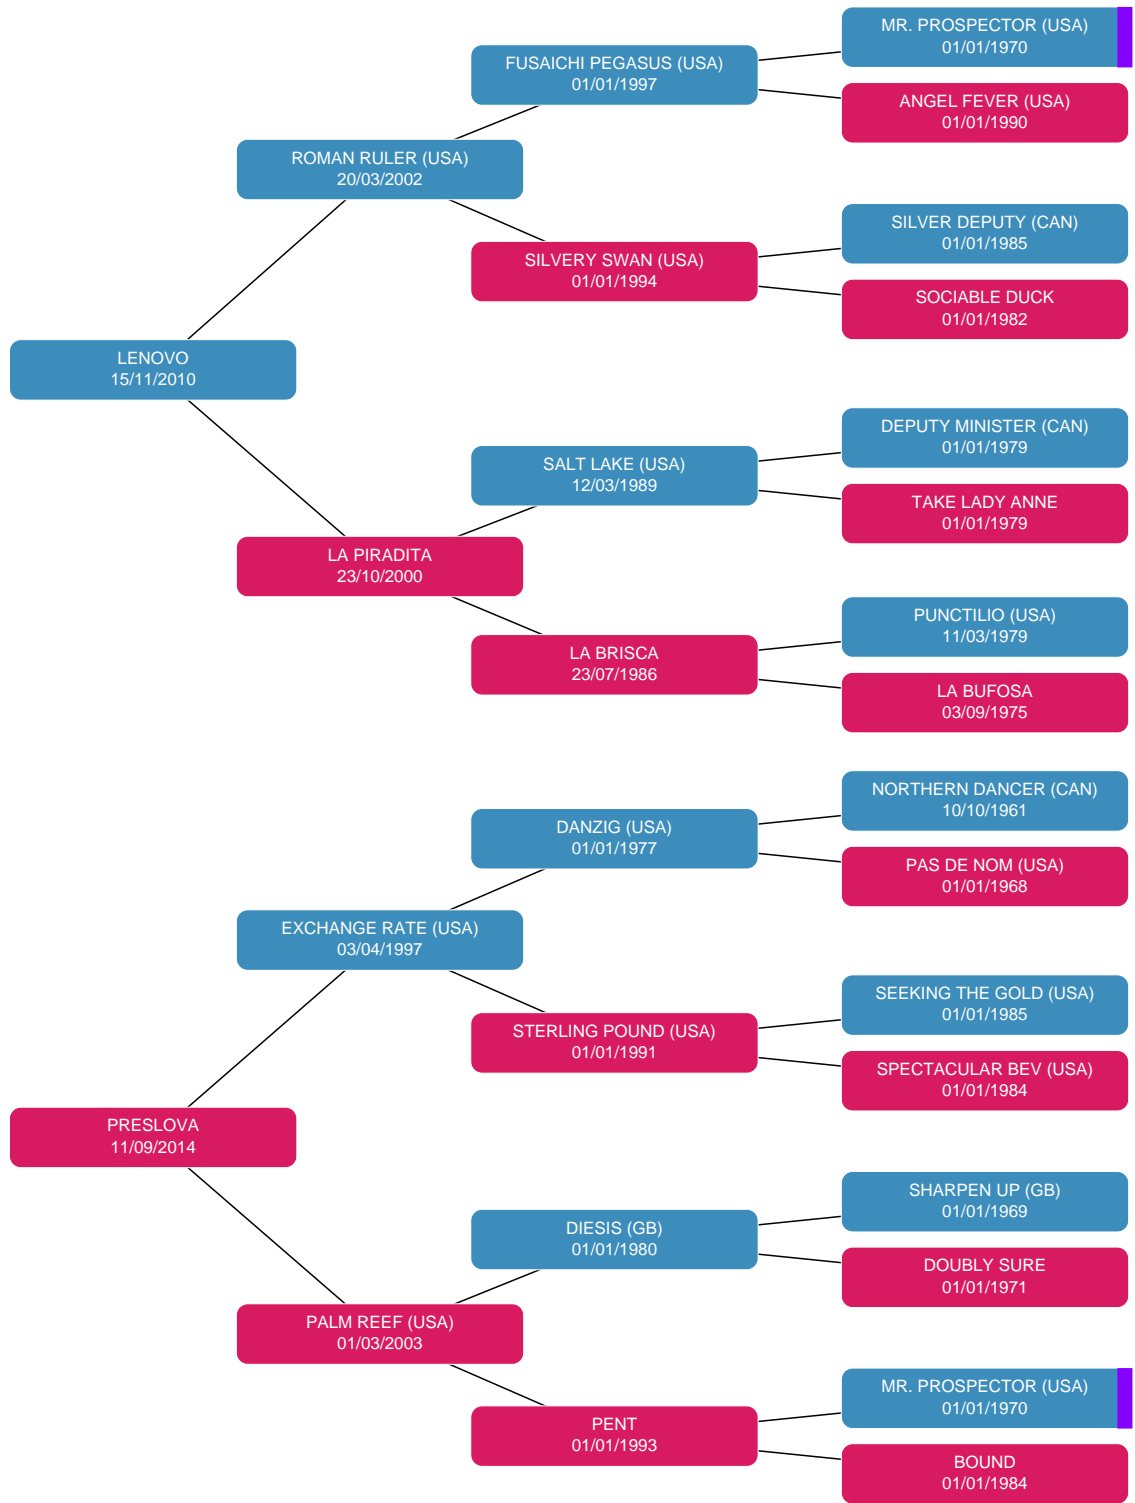 MR. PROSPECTOR (USA)
01/01/1970
FUSAICHI PEGASUS (USA)
01/01/1997
ANGEL FEVER (USA)
01/01/1990
ROMAN RULER (USA)
20/03/2002
SILVER DEPUTY (CAN)
01/01/1985
SILVERY SWAN (USA)
01/01/1994
SOCIABLE DUCK
01/01/1982
LENOVO
15/11/2010
DEPUTY MINISTER (CAN)
01/01/1979
SALT LAKE (USA)
12/03/1989
TAKE LADY ANNE
01/01/1979
LA PIRADITA
23/10/2000
PUNCTILIO (USA)
11/03/1979
LA BRISCA
23/07/1986
LA BUFOSA
03/09/1975
NORTHERN DANCER (CAN)
10/10/1961
DANZIG (USA)
01/01/1977
PAS DE NOM (USA)
01/01/1968
EXCHANGE RATE (USA)
03/04/1997
SEEKING THE GOLD (USA)
01/01/1985
STERLING POUND (USA)
01/01/1991
SPECTACULAR BEV (USA)
01/01/1984
PRESLOVA
11/09/2014
SHARPEN UP (GB)
01/01/1969
DIESIS (GB)
01/01/1980
DOUBLY SURE
01/01/1971
PALM REEF (USA)
01/03/2003
MR. PROSPECTOR (USA)
01/01/1970
PENT
01/01/1993
BOUND
01/01/1984